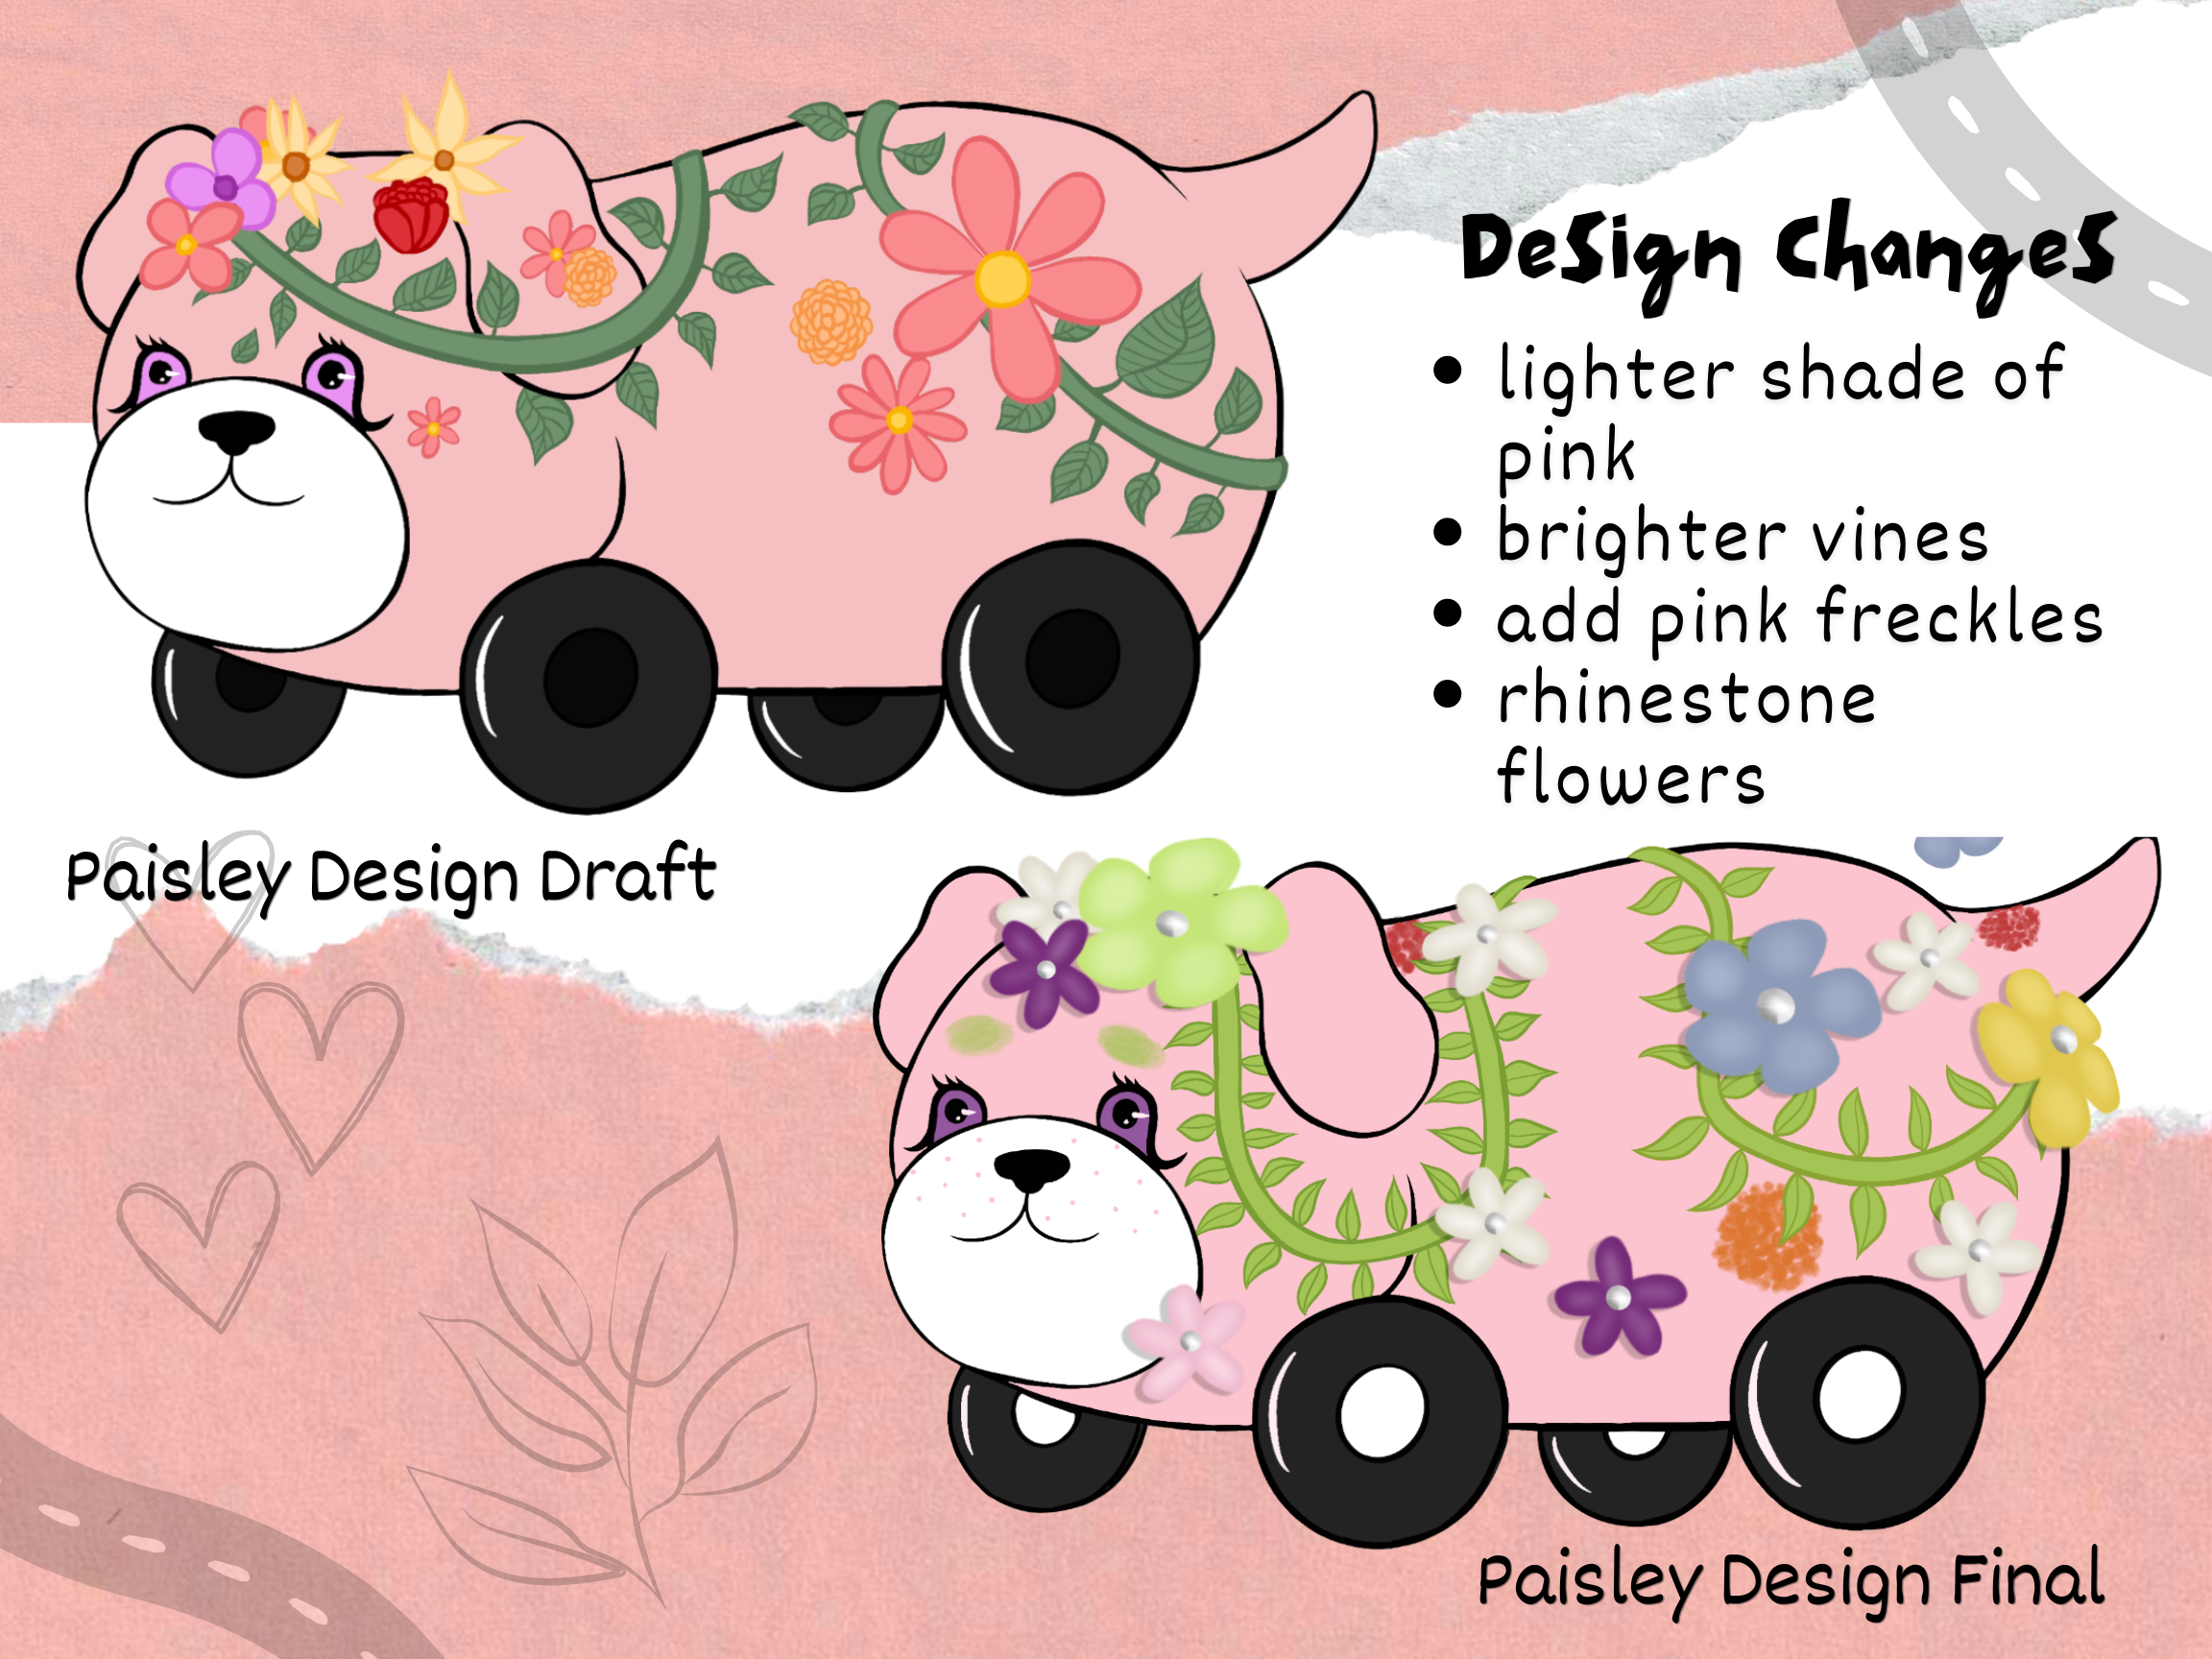 Design Changes
• lighter shade of
pink
• brighter vines
• add pink freckles
• rhinestone
flowers
Paisley Design Draft
Paisley Design Final